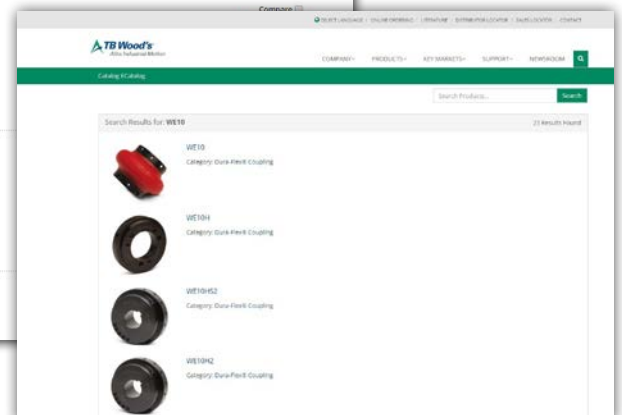 Compare
SELECT LANGUAGE / ONLINE ORDERING / LITERATURE / DISTRIBUTOR LOCATOR / SALES LOCATOR / CONTACT
TB Wood's
Altra Industrial Motion
COMPANY PRODUCTS KEY MARKETS SUPPORT NEWSROOM
Catalog ECatalog
Search Products... Search
Search Results for: WE10 23 Results Found
WE10
Category: Dura-Flex® Coupling
WE10H
Category: Dura-Flex® Coupling
WE10HS2
Category: Dura-Flex® Coupling
WE10H2
Category: Dura-Flex® Coupling